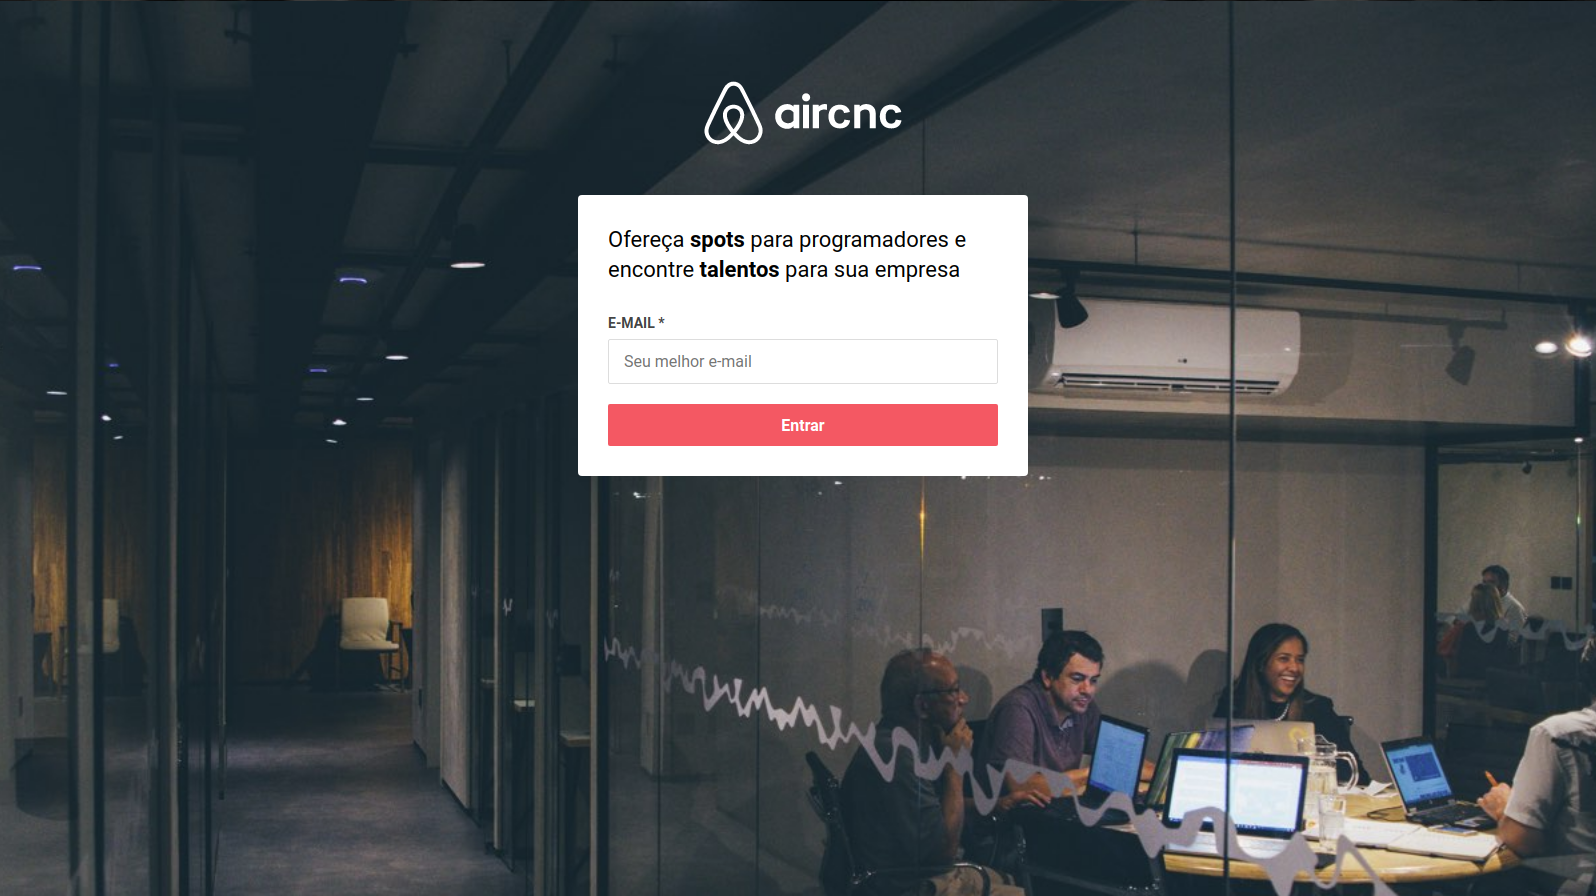 aircnc
Ofereça spots para programadores e
encontre talentos para sua empresa
E-MAIL *
Seu melhor e-mail
Entrar